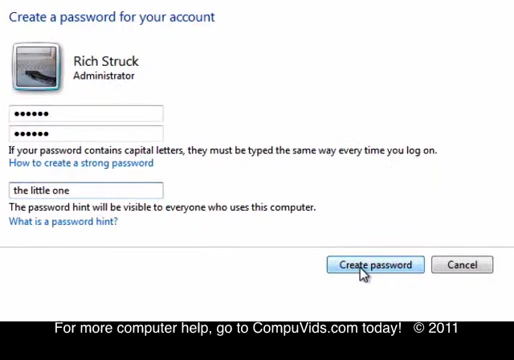 Create a password for your account
Rich Struck
Administrator
••••••
••••••
If your password contains capital letters, they must be typed the same way every time you log on.
How to create a strong password
the little one
The password hint will be visible to everyone who uses this computer.
What is a password hint?
Create password Cancel
For more computer help, go to CompuVids.com today! © 2011